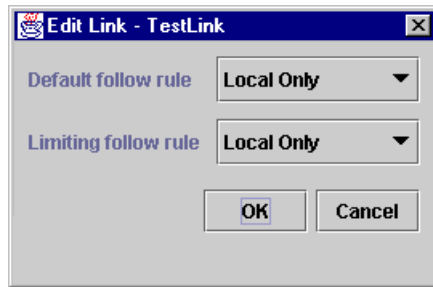 Edit Link - TestLink
Default follow rule Local Only
Limiting follow rule Local Only
OK Cancel